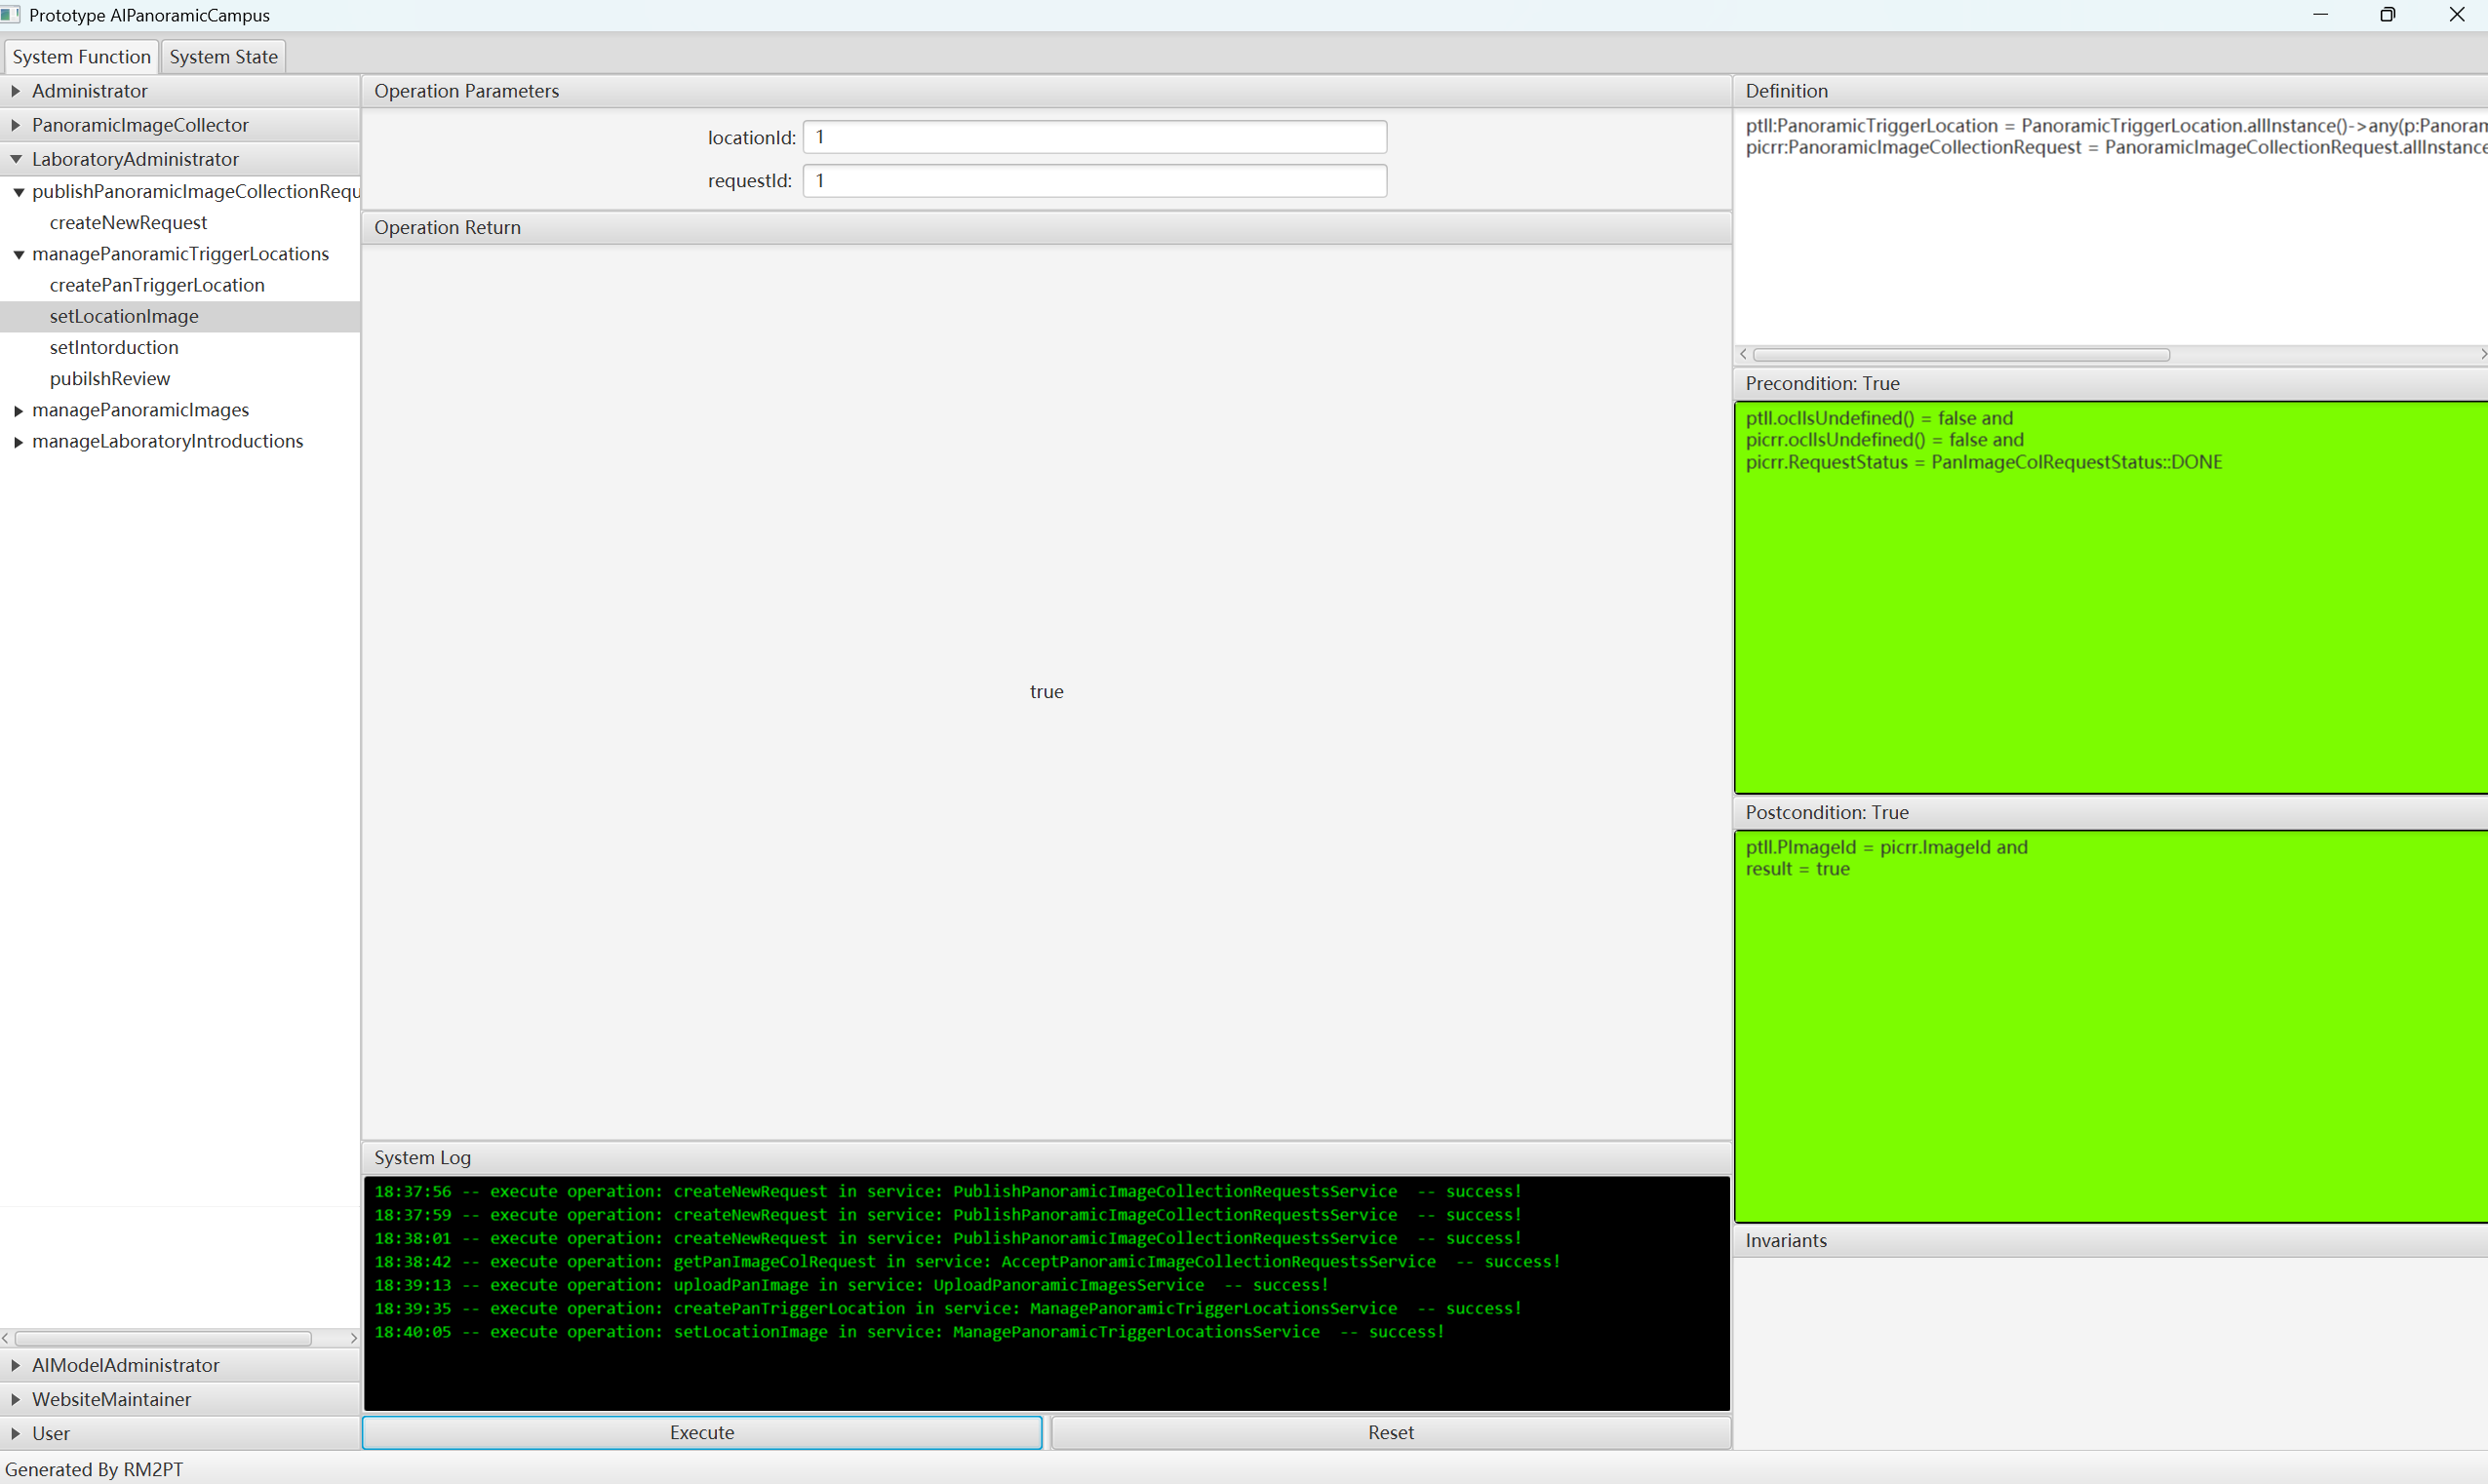 Prototype AIPanoramicCampus
System Function
System State
Administrator
PanoramicImageCollector
LaboratoryAdministrator
publishPanoramicImageCollectionRequ
createNewRequest
managePanoramicTriggerLocations
createPanTriggerLocation
setLocationImage
setIntorduction
pubilshReview
managePanoramicImages
manageLaboratoryIntroductions
AIModelAdministrator
WebsiteMaintainer
User
Operation Parameters
locationId: 1
requestId: 1
Operation Return
true
System Log
18:37:56 -- execute operation: createNewRequest in service: PublishPanoramicImageCollectionRequestsService -- success!
18:37:59 -- execute operation: createNewRequest in service: PublishPanoramicImageCollectionRequestsService -- success!
18:38:01 -- execute operation: createNewRequest in service: PublishPanoramicImageCollectionRequestsService -- success!
18:38:42 -- execute operation: getPanImageColRequest in service: AcceptPanoramicImageCollectionRequestsService -- success!
18:39:13 -- execute operation: uploadPanImage in service: UploadPanoramicImagesService -- success!
18:39:35 -- execute operation: createPanTriggerLocation in service: ManagePanoramicTriggerLocationsService -- success!
18:40:05 -- execute operation: setLocationImage in service: ManagePanoramicTriggerLocationsService -- success!
Execute
Reset
Definition
ptll:PanoramicTriggerLocation = PanoramicTriggerLocation.allInstance()->any(p:Panoram
picrr:PanoramicImageCollectionRequest = PanoramicImageCollectionRequest.allInstance
Precondition: True
ptll.oclIsUndefined() = false and
picrr.oclIsUndefined() = false and
picrr.RequestStatus = PanImageColRequestStatus::DONE
Postcondition: True
ptll.PImageId = picrr.ImageId and
result = true
Invariants
Generated By RM2PT